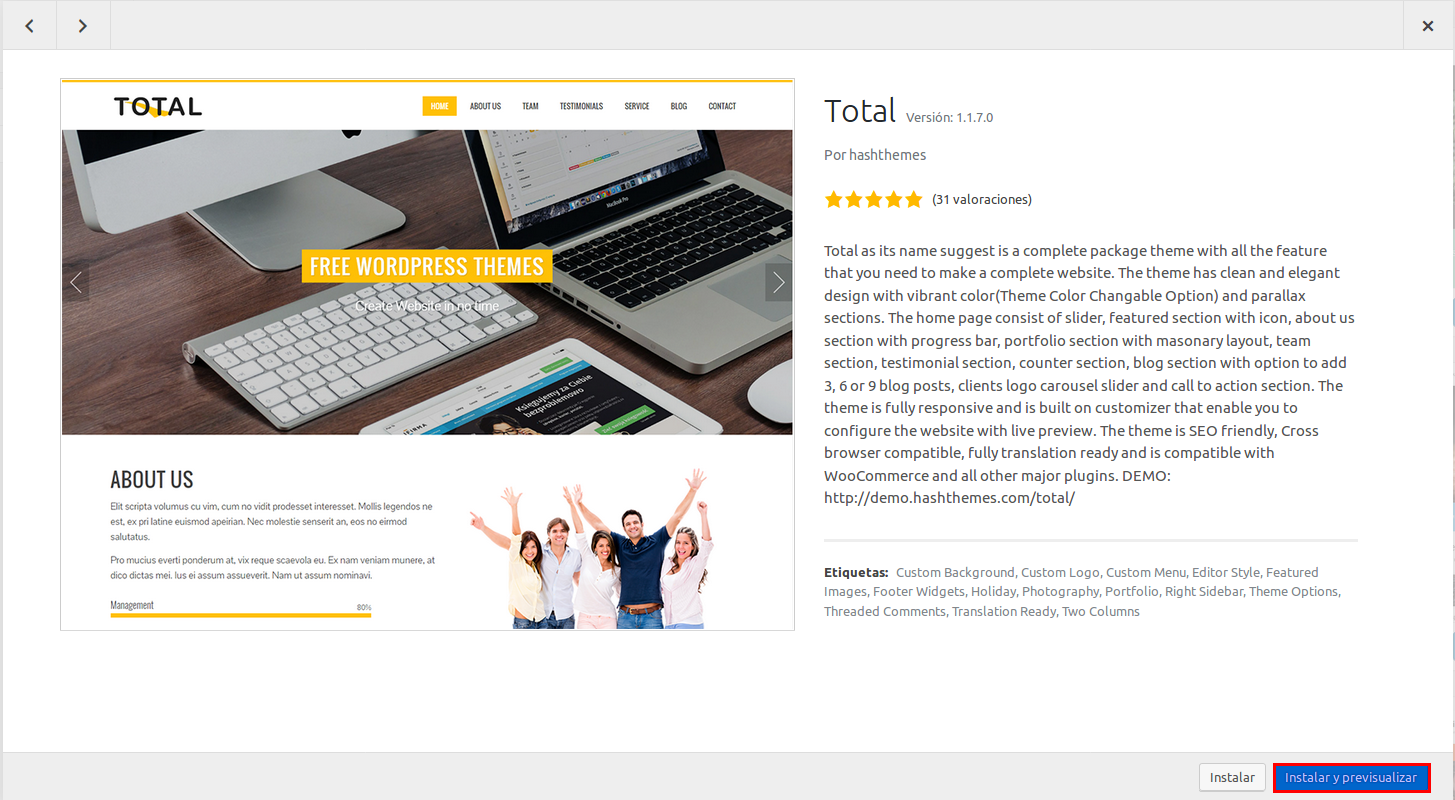 TOTAL
HOME ABOUT US TEAM TESTIMONIALS SERVICE BLOG CONTACT
MacBook Pro
FREE WORDPRESS THEMES
Create Website in no time
Księgujemy za Ciebie
bezproblemowo
ABOUT US
Elit scripta volumus cu vim, cum no vidit prodesset interesset. Mollis legendos ne
est, ex pri latine euismod apeirian. Nec molestie senserit an, eos no eirmod
salutatus.
Pro mucius everti ponderum at, vix reque scaevola eu. Ex nam veniam munere, at
dico dictas mei. Ius ei assum assueverit. Nam ut assum nominavi.
Management 80%
Total Versión: 1.1.7.0
Por hashthemes
(31 valoraciones)
Total as its name suggest is a complete package theme with all the feature
that you need to make a complete website. The theme has clean and elegant
design with vibrant color(Theme Color Changable Option) and parallax
sections. The home page consist of slider, featured section with icon, about us
section with progress bar, portfolio section with masonary layout, team
section, testimonial section, counter section, blog section with option to add
3, 6 or 9 blog posts, clients logo carousel slider and call to action section. The
theme is fully responsive and is built on customizer that enable you to
configure the website with live preview. The theme is SEO friendly, Cross
browser compatible, fully translation ready and is compatible with
WooCommerce and all other major plugins. DEMO:
http://demo.hashthemes.com/total/
Etiquetas: Custom Background, Custom Logo, Custom Menu, Editor Style, Featured
Images, Footer Widgets, Holiday, Photography, Portfolio, Right Sidebar, Theme Options,
Threaded Comments, Translation Ready, Two Columns
Instalar Instalar y previsualizar